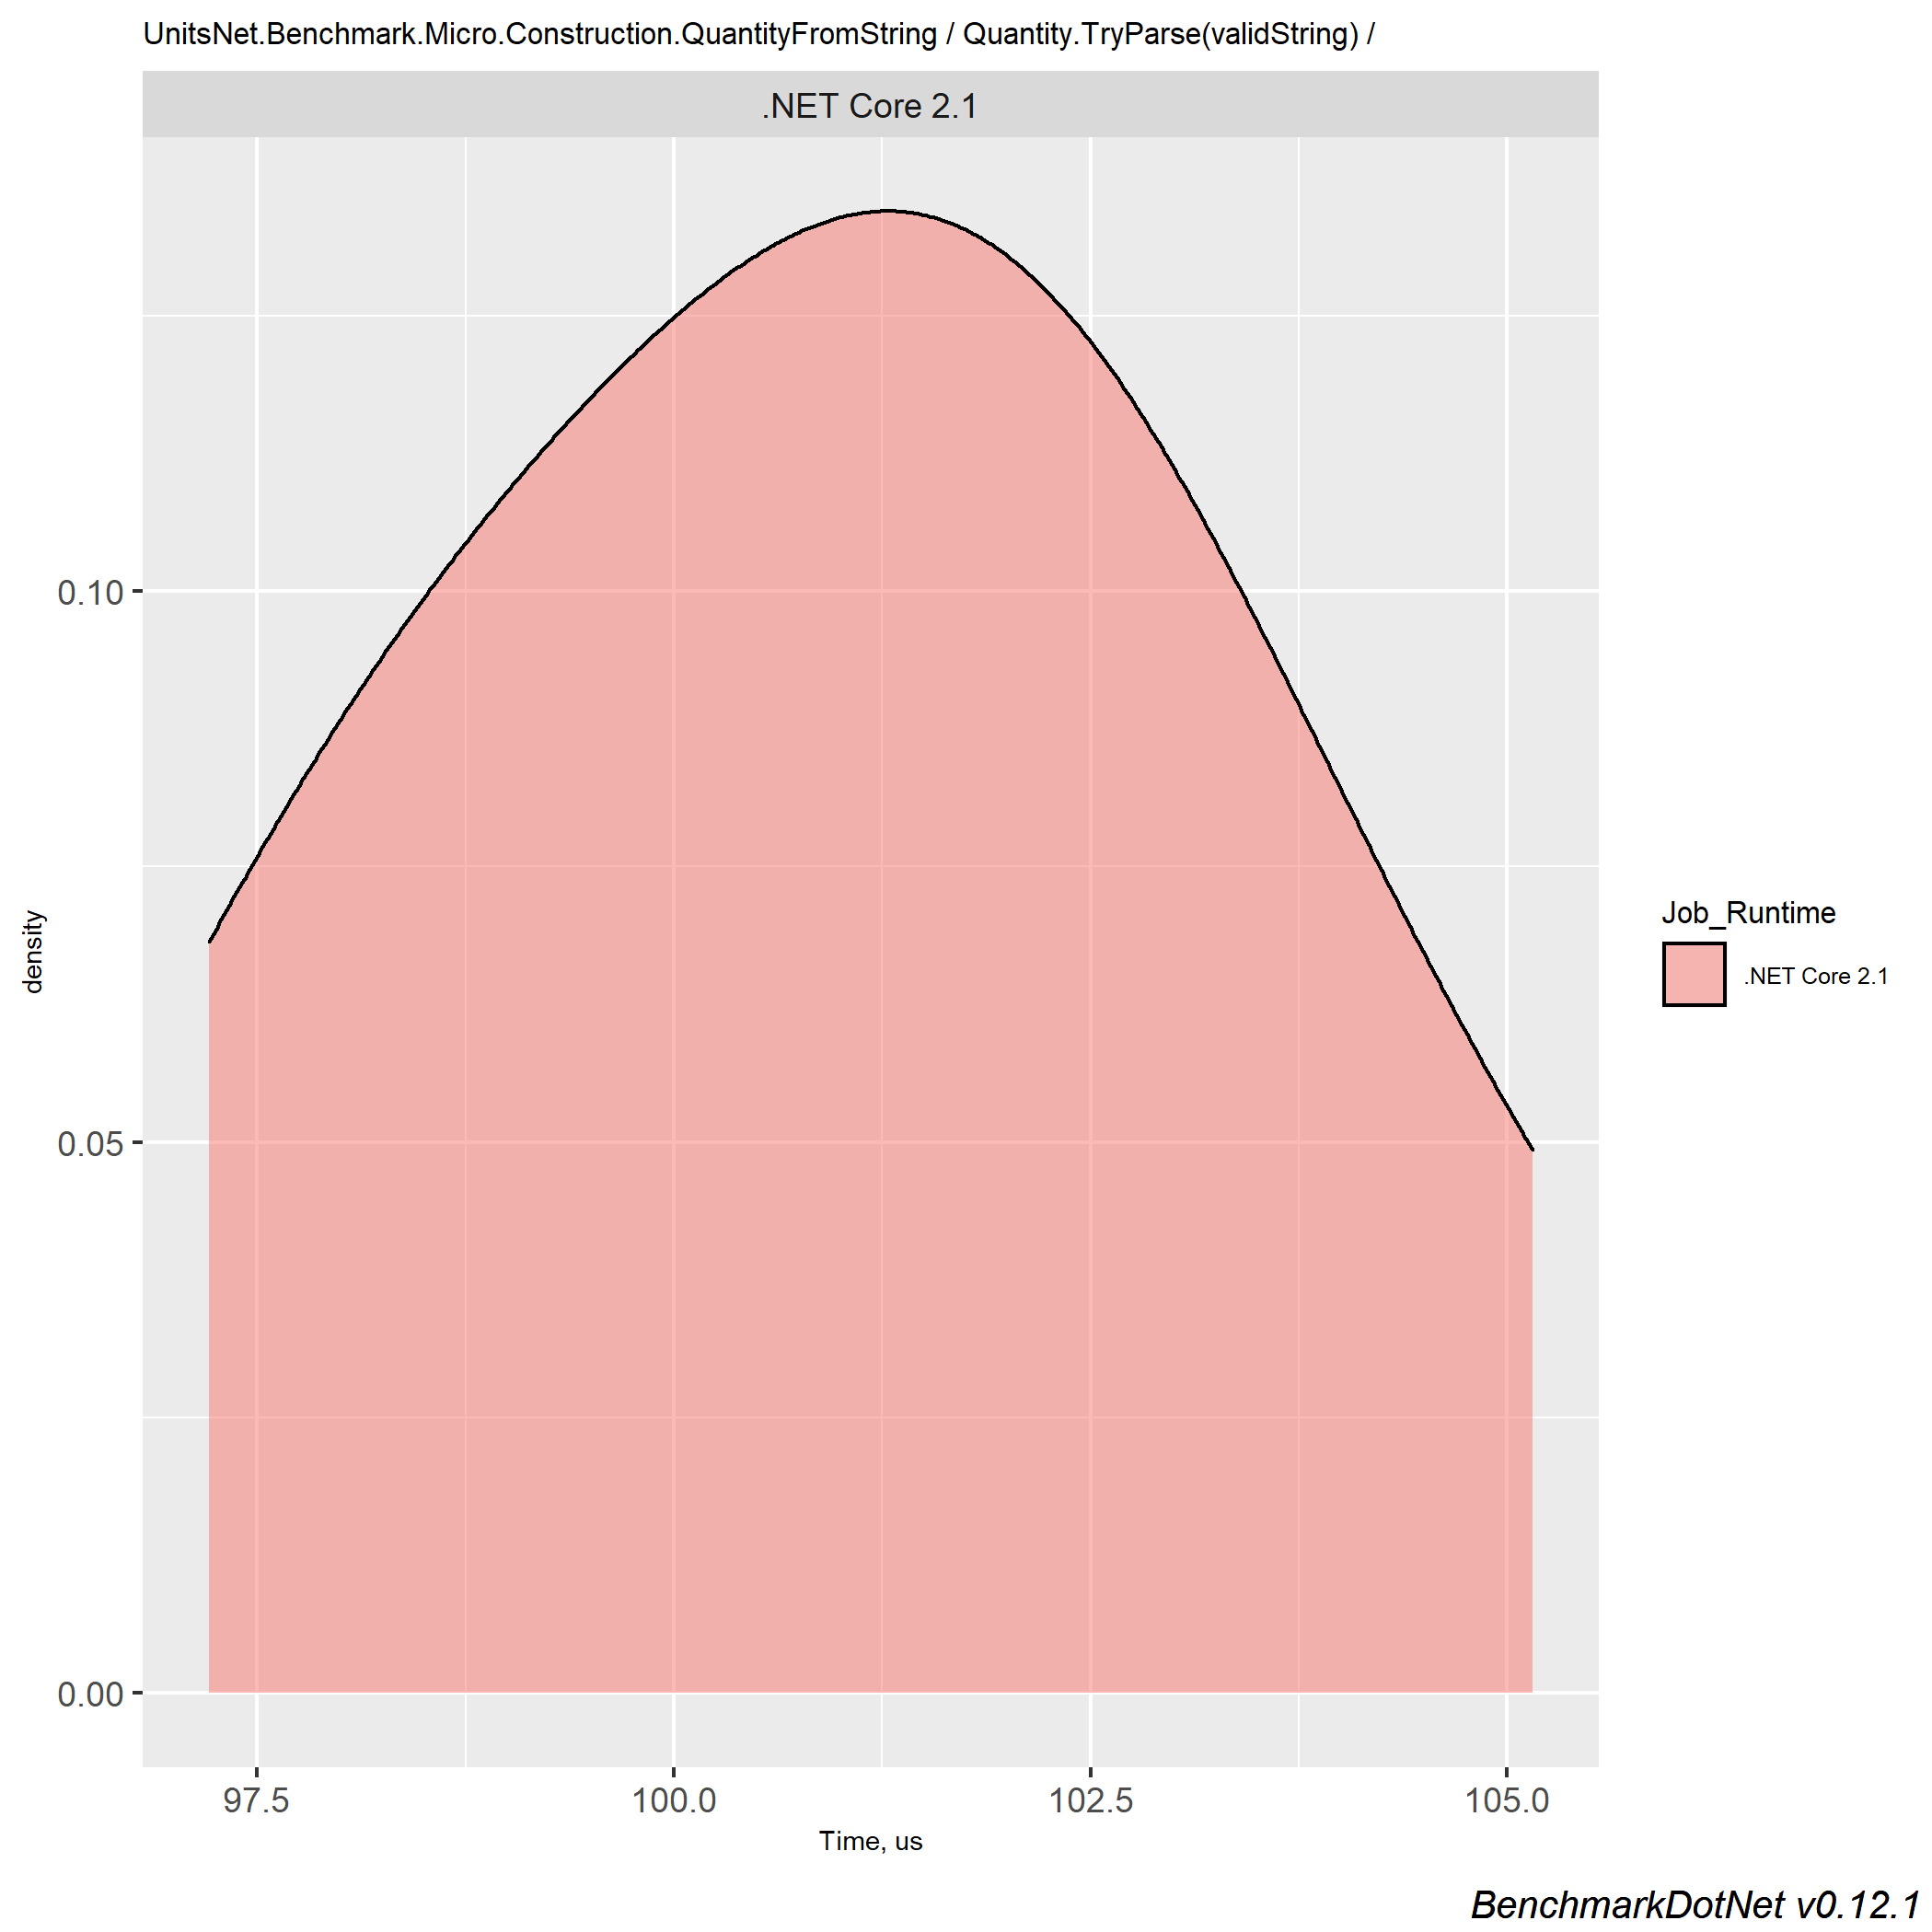 UnitsNet.Benchmark.Micro.Construction.QuantityFromString / Quantity.TryParse(validString) /
.NET Core 2.1
0.10
0.05
0.00
density
97.5 100.0 102.5 105.0
Time, us
Job_Runtime
.NET Core 2.1
BenchmarkDotNet v0.12.1